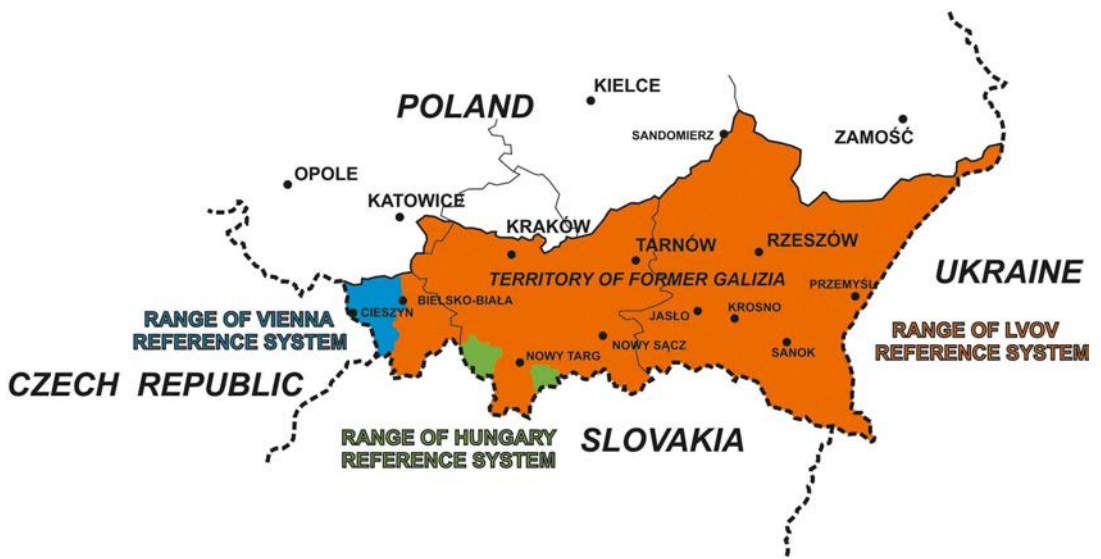 KIELCE
POLAND
SANDOMIERZ
ZAMOŚĆ
OPOLE
KATOWICE
KRAKÓW
TARNÓW
RZESZÓW
TERRITORY OF FORMER GALIZIA
UKRAINE
PRZEMYŚL
BIELSKO-BIAŁA
CIESZYN
JASŁO
KROSNO
RANGE OF VIENNA
REFERENCE SYSTEM
RANGE OF LVOV
REFERENCE SYSTEM
NOWY SĄCZ
SANOK
NOWY TARG
CZECH REPUBLIC
RANGE OF HUNGARY
REFERENCE SYSTEM
SLOVAKIA